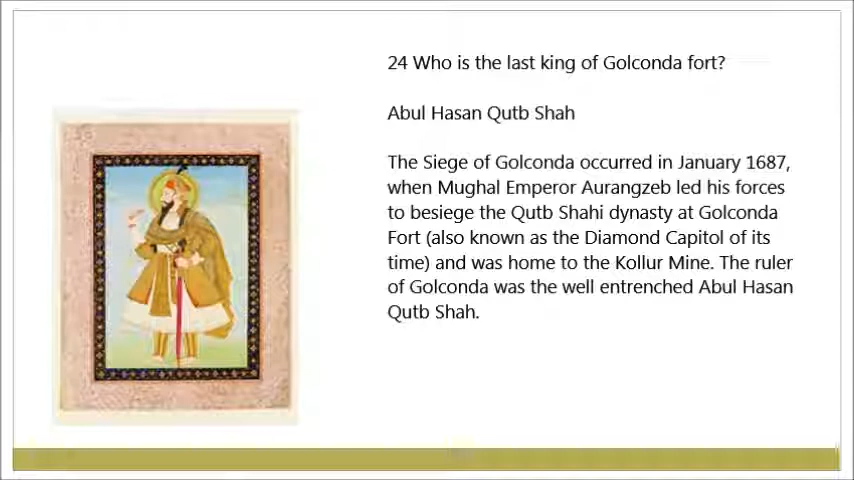 24 Who is the last king of Golconda fort?
Abul Hasan Qutb Shah
The Siege of Golconda occurred in January 1687,
when Mughal Emperor Aurangzeb led his forces
to besiege the Qutb Shahi dynasty at Golconda
Fort (also known as the Diamond Capitol of its
time) and was home to the Kollur Mine. The ruler
of Golconda was the well entrenched Abul Hasan
Qutb Shah.